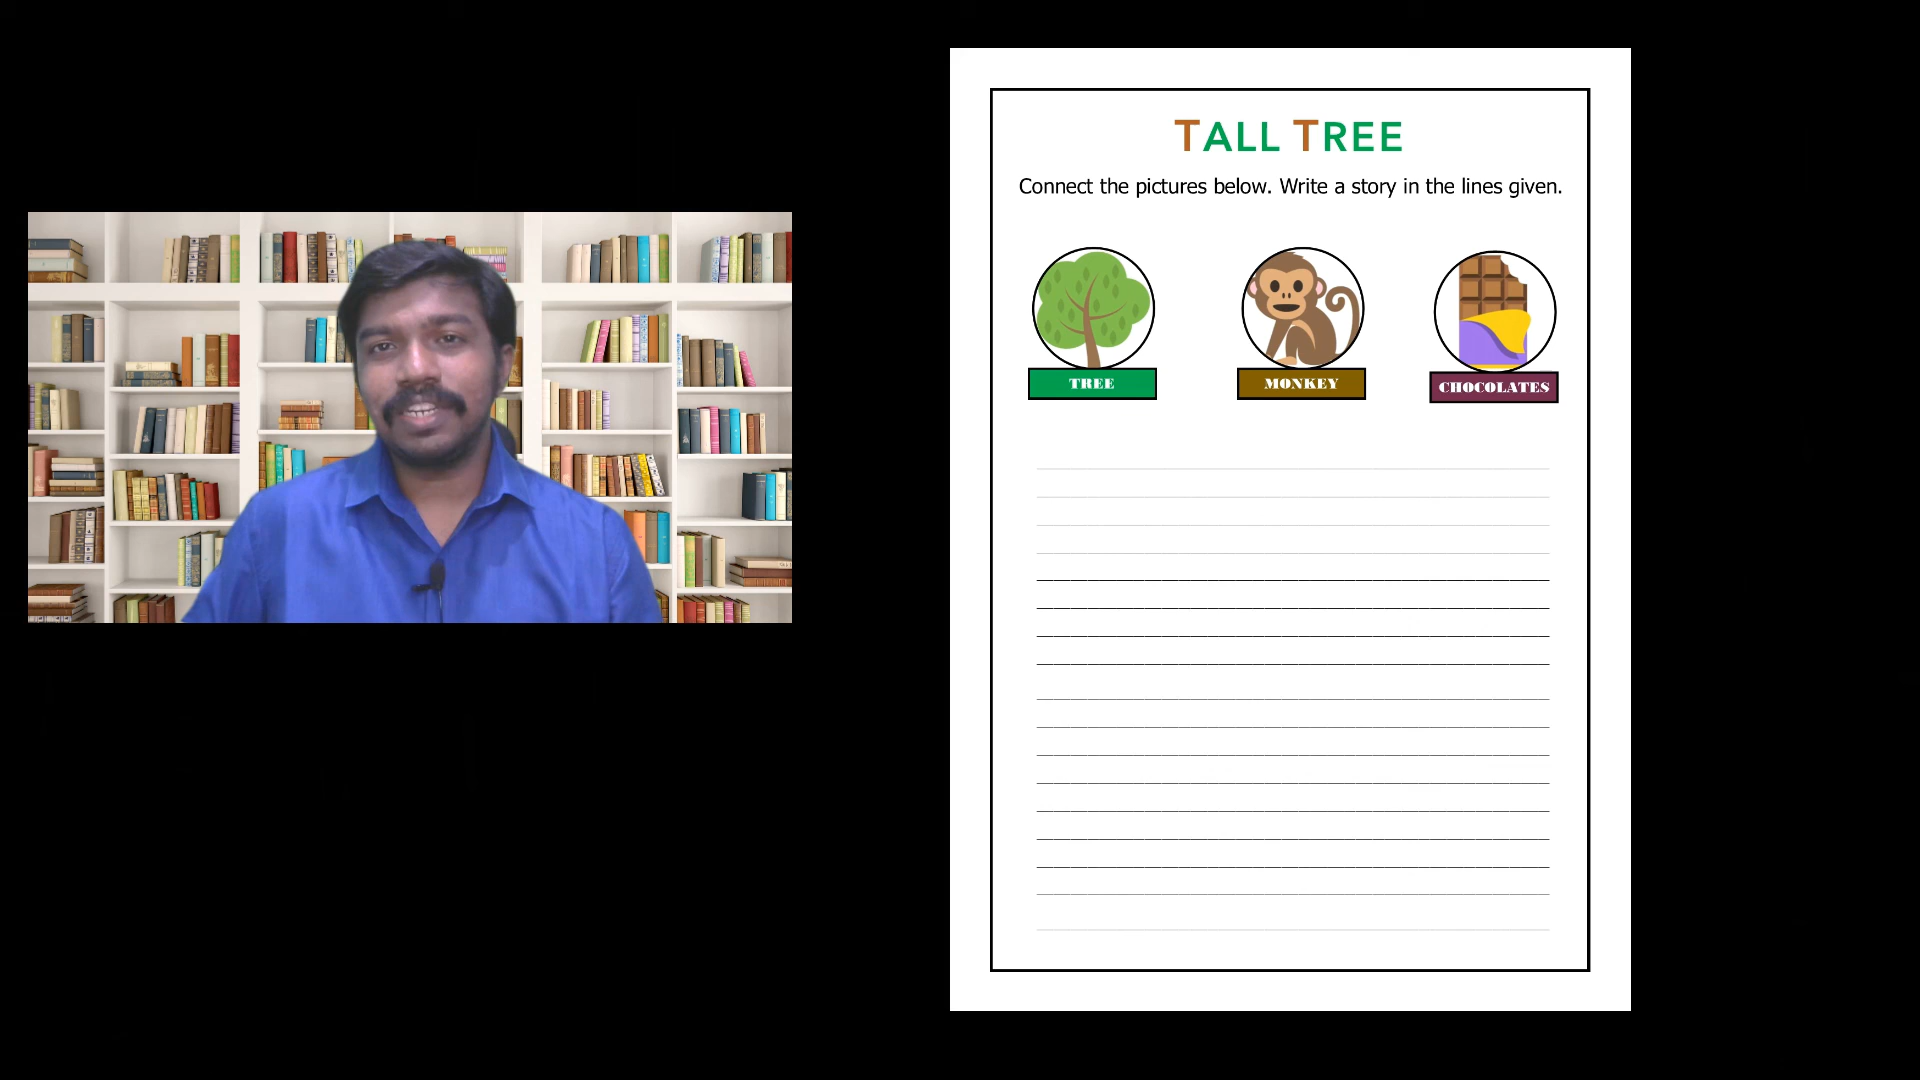 TALL TREE
Connect the pictures below. Write a story in the lines given.
TREE
MONKEY
CHOCOLATES